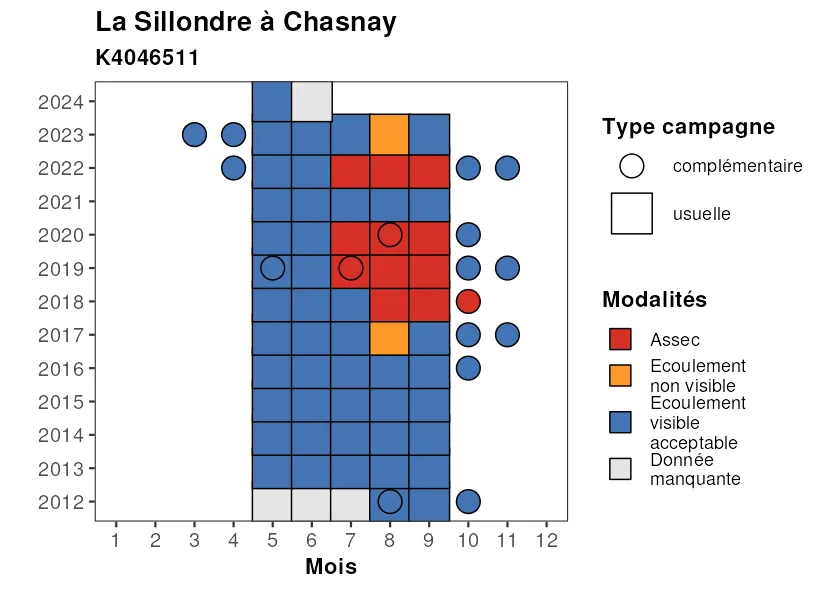 La Sillondre à Chasnay
K4046511
2024
2023
2022
2021
2020
2019
2018
2017
2016
2015
2014
2013
2012
1 2 3 4 5 6 7 8 9 10 11 12
Mois
Type campagne
complémentaire
usuelle
Modalités
Assec
Ecoulement
non visible
Ecoulement
visible
acceptable
Donnée
manquante